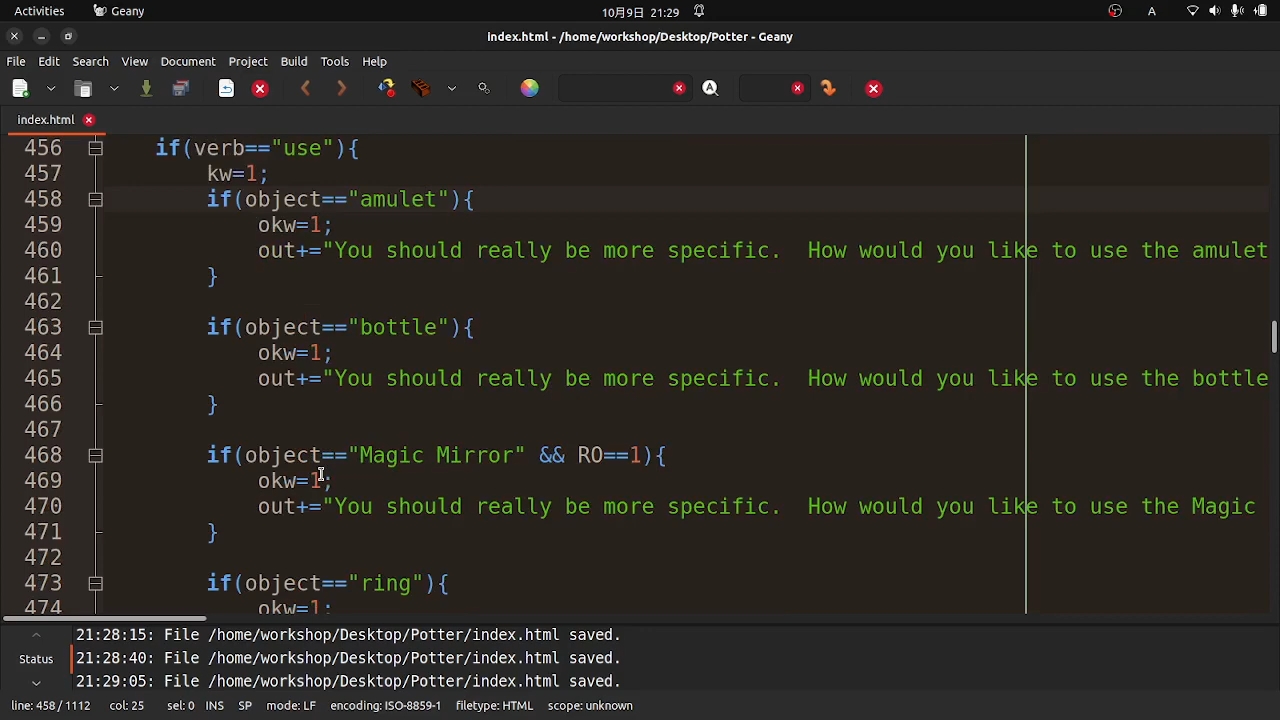 Activities Geany 10月9日 21:29 A
index.html - /home/workshop/Desktop/Potter - Geany
File Edit Search View Document Project Build Tools Help
index.html
456 if(verb=="use"){
457 kw=1;
458 if(object=="amulet"){
459 okw=1;
460 out+="You should really be more specific.  How would you like to use the amulet
461 }
462
463 if(object=="bottle"){
464 okw=1;
465 out+="You should really be more specific.  How would you like to use the bottle
466 }
467
468 if(object=="Magic Mirror" && RO==1){
469 okw=1;
470 out+="You should really be more specific.  How would you like to use the Magic
471 }
472
473 if(object=="ring"){
474 okw=1;
21:28:15: File /home/workshop/Desktop/Potter/index.html saved.
Status 21:28:40: File /home/workshop/Desktop/Potter/index.html saved.
21:29:05: File /home/workshop/Desktop/Potter/index.html saved.
line: 458 / 1112 col: 25 sel: 0 INS SP mode: LF encoding: ISO-8859-1 filetype: HTML scope: unknown